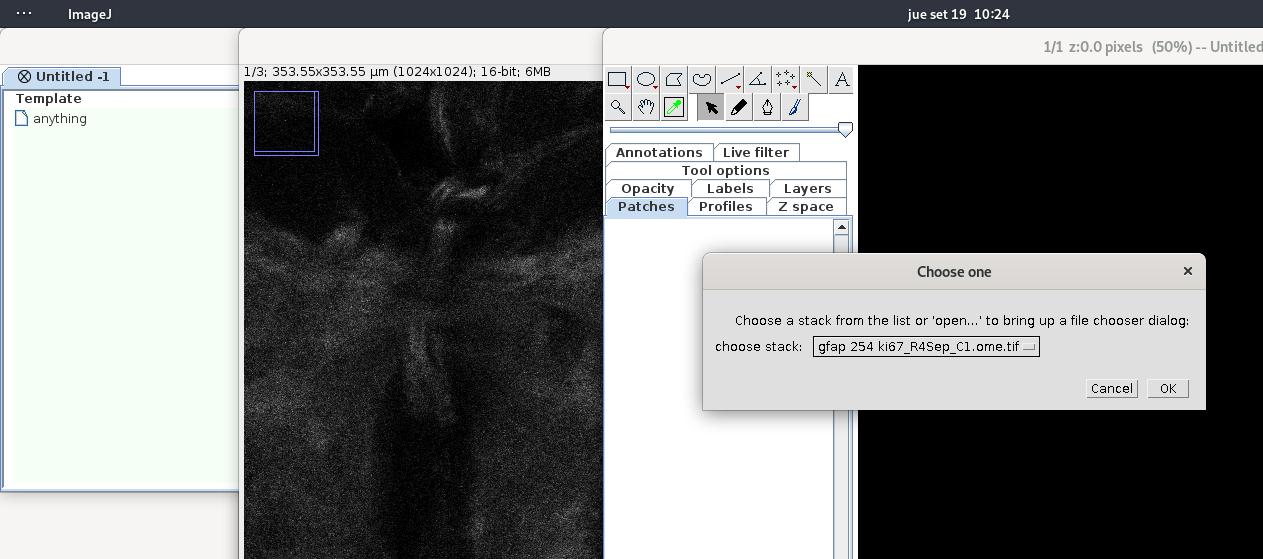 ImageJ
jue set 19 10:24
1/1 z:0.0 pixels (50%) -- Untitled
Untitled -1
Template
anything
1/3; 353.55x353.55 µm (1024x1024); 16-bit; 6MB
A
Annotations
Live filter
Tool options
Opacity
Labels
Layers
Patches
Profiles
Z space
Choose one
Choose a stack from the list or 'open...' to bring up a file chooser dialog:
choose stack: gfap 254 ki67_R4Sep_C1.ome.tif
Cancel
OK